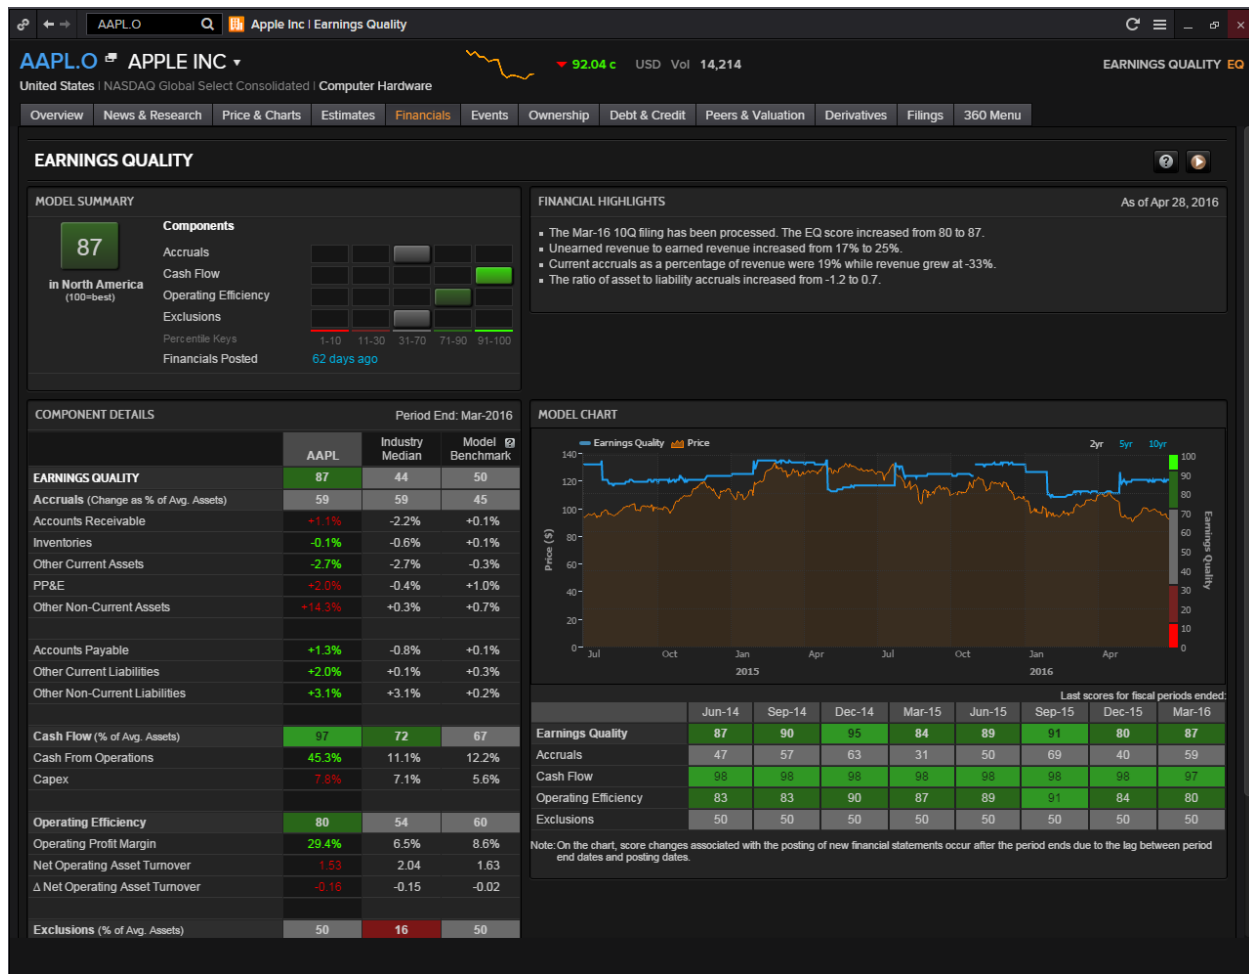 AAPL.O Apple Inc | Earnings Quality
AAPL.O APPLE INC
92.04 c USD Vol 14,214
EARNINGS QUALITY EQ
United States | NASDAQ Global Select Consolidated | Computer Hardware
Overview News & Research Price & Charts Estimates Financials Events Ownership Debt & Credit Peers & Valuation Derivatives Filings 360 Menu
EARNINGS QUALITY
MODEL SUMMARY
87
in North America
(100=best)
Components
Accruals
Cash Flow
Operating Efficiency
Exclusions
Percentile Keys 1-10 11-30 31-70 71-90 91-100
Financials Posted 62 days ago
FINANCIAL HIGHLIGHTS As of Apr 28, 2016
The Mar-16 10Q filing has been processed. The EQ score increased from 80 to 87.
Unearned revenue to earned revenue increased from 17% to 25%.
Current accruals as a percentage of revenue were 19% while revenue grew at -33%.
The ratio of asset to liability accruals increased from -1.2 to 0.7.
COMPONENT DETAILS Period End: Mar-2016
AAPL Industry Median Model Benchmark
EARNINGS QUALITY 87 44 50
Accruals (Change as % of Avg. Assets) 59 59 45
Accounts Receivable +1.1% -2.2% +0.1%
Inventories -0.1% -0.6% +0.1%
Other Current Assets -2.7% -2.7% -0.3%
PP&E +2.0% -0.4% +1.0%
Other Non-Current Assets +14.3% +0.3% +0.7%
Accounts Payable +1.3% -0.8% +0.1%
Other Current Liabilities +2.0% +0.1% +0.3%
Other Non-Current Liabilities +3.1% +3.1% +0.2%
Cash Flow (% of Avg. Assets) 97 72 67
Cash From Operations 45.3% 11.1% 12.2%
Capex 7.8% 7.1% 5.6%
Operating Efficiency 80 54 60
Operating Profit Margin 29.4% 6.5% 8.6%
Net Operating Asset Turnover 1.53 2.04 1.63
Δ Net Operating Asset Turnover -0.16 -0.15 -0.02
Exclusions (% of Avg. Assets) 50 16 50
MODEL CHART
Earnings Quality Price
2yr 5yr 10yr
Price ($)
140
120
100
80
60
40
20
0
100
90
80
70
60
50
40
30
20
10
0
Earnings Quality
Jul Oct Jan Apr Jul Oct Jan Apr
2015 2016
Last scores for fiscal periods ended:
Jun-14 Sep-14 Dec-14 Mar-15 Jun-15 Sep-15 Dec-15 Mar-16
Earnings Quality 87 90 95 84 89 91 80 87
Accruals 47 57 63 31 50 69 40 59
Cash Flow 98 98 98 98 98 98 98 97
Operating Efficiency 83 83 90 87 89 91 84 80
Exclusions 50 50 50 50 50 50 50 50
Note: On the chart, score changes associated with the posting of new financial statements occur after the period ends due to the lag between period
end dates and posting dates.